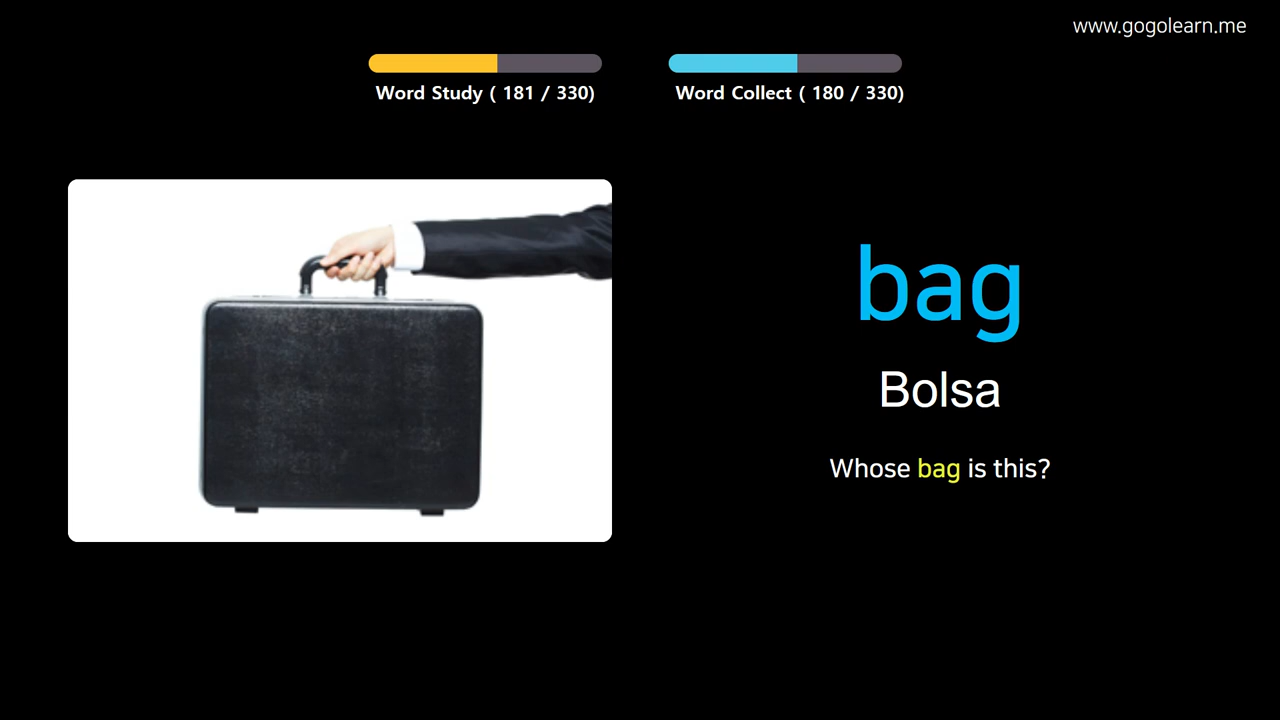 www.gogolearn.me
Word Study ( 181 / 330)
Word Collect ( 180 / 330)
bag
Bolsa
Whose bag is this?